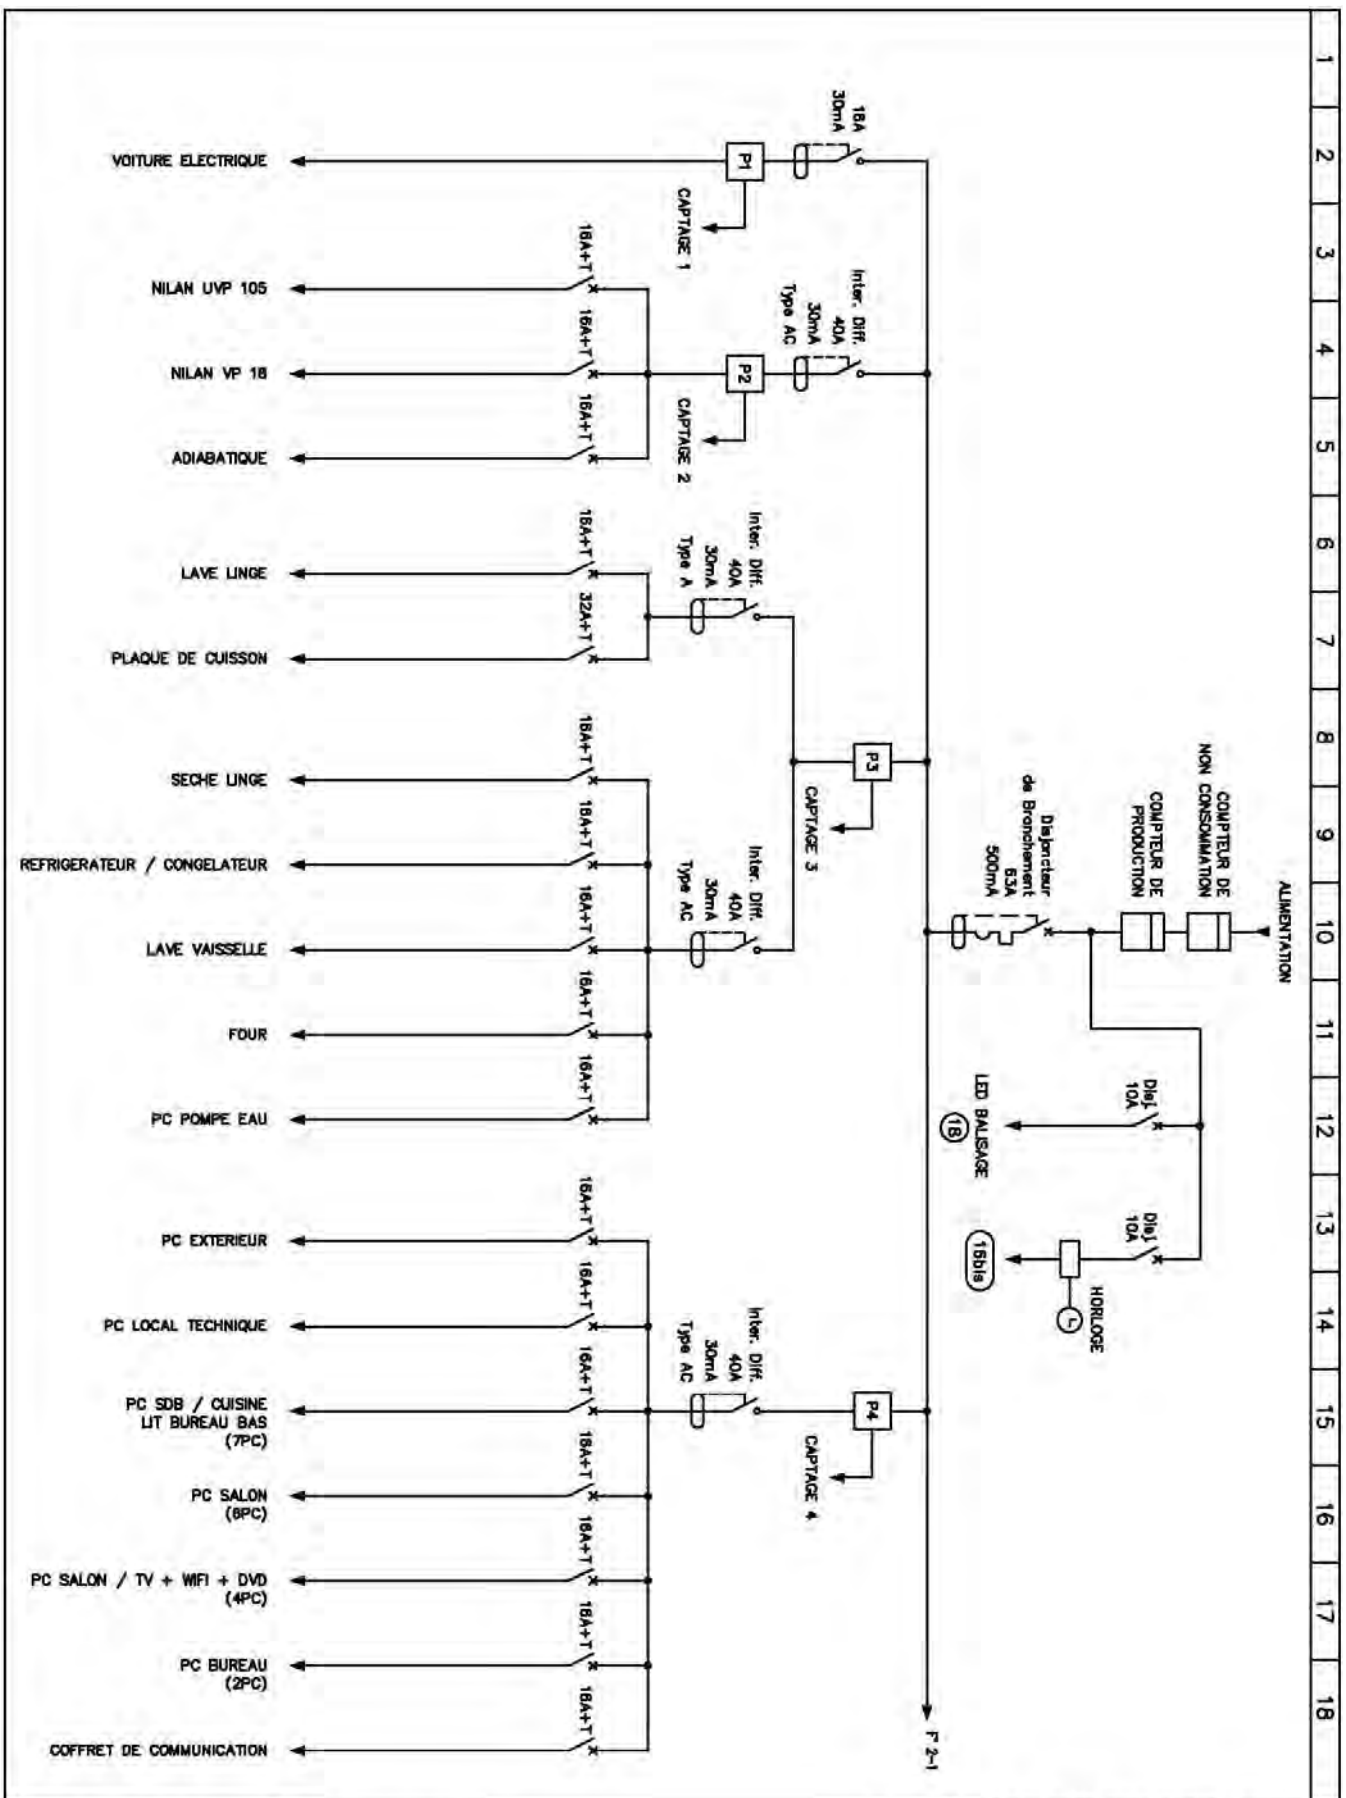 1
2
3
4
5
6
7
8
9
10
11
12
13
14
15
16
17
18
ALIMENTATION
COMPTEUR DE
NON CONSOMMATION
COMPTEUR DE
PRODUCTION
Disjoncteur
de Branchement
63A
500mA
Disj.
10A
LED BALISAGE
18
Disj.
10A
HORLOGE
16bis
F° 2-1
16A
30mA
P1
CAPTAGE 1
Inter. Diff.
40A
30mA
Type AC
P2
CAPTAGE 2
P3
CAPTAGE 3
Inter. Diff.
40A
30mA
Type A
Inter. Diff.
40A
30mA
Type AC
P4
CAPTAGE 4
Inter. Diff.
40A
30mA
Type AC
16A+T
16A+T
16A+T
16A+T
32A+T
16A+T
16A+T
16A+T
16A+T
16A+T
16A+T
16A+T
16A+T
16A+T
16A+T
16A+T
16A+T
VOITURE ELECTRIQUE
NILAN UVP 105
NILAN VP 18
ADIABATIQUE
LAVE LINGE
PLAQUE DE CUISSON
SECHE LINGE
REFRIGERATEUR / CONGELATEUR
LAVE VAISSELLE
FOUR
PC POMPE EAU
PC EXTERIEUR
PC LOCAL TECHNIQUE
PC SDB / CUISINE
LIT BUREAU BAS
(7PC)
PC SALON
(6PC)
PC SALON / TV + WIFI + DVD
(4PC)
PC BUREAU
(2PC)
COFFRET DE COMMUNICATION